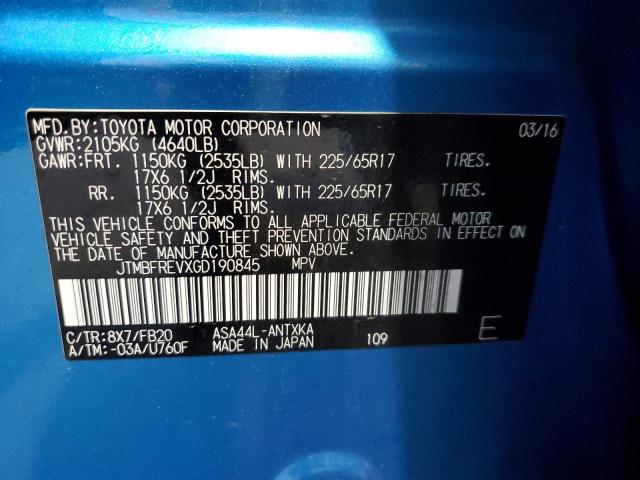 MFD.BY:TOYOTA MOTOR CORPORATION 03/16
GVWR:2105KG (4640LB)
GAWR:FRT. 1150KG (2535LB) WITH 225/65R17 TIRES.
17X6 1/2J RIMS.
RR. 1150KG (2535LB) WITH 225/65R17 TIRES.
17X6 1/2J RIMS.
THIS VEHICLE CONFORMS TO ALL APPLICABLE FEDERAL MOTOR
VEHICLE SAFETY AND THEFT PREVENTION STANDARDS IN EFFECT ON
THE DATE OF MANUFACTURE SHOWN ABOVE.
JTMBFREVXGD190845 MPV
C/TR:8X7/FB20 ASA44L-ANTXKA
A/TM:-03A/U760F MADE IN JAPAN 109 E